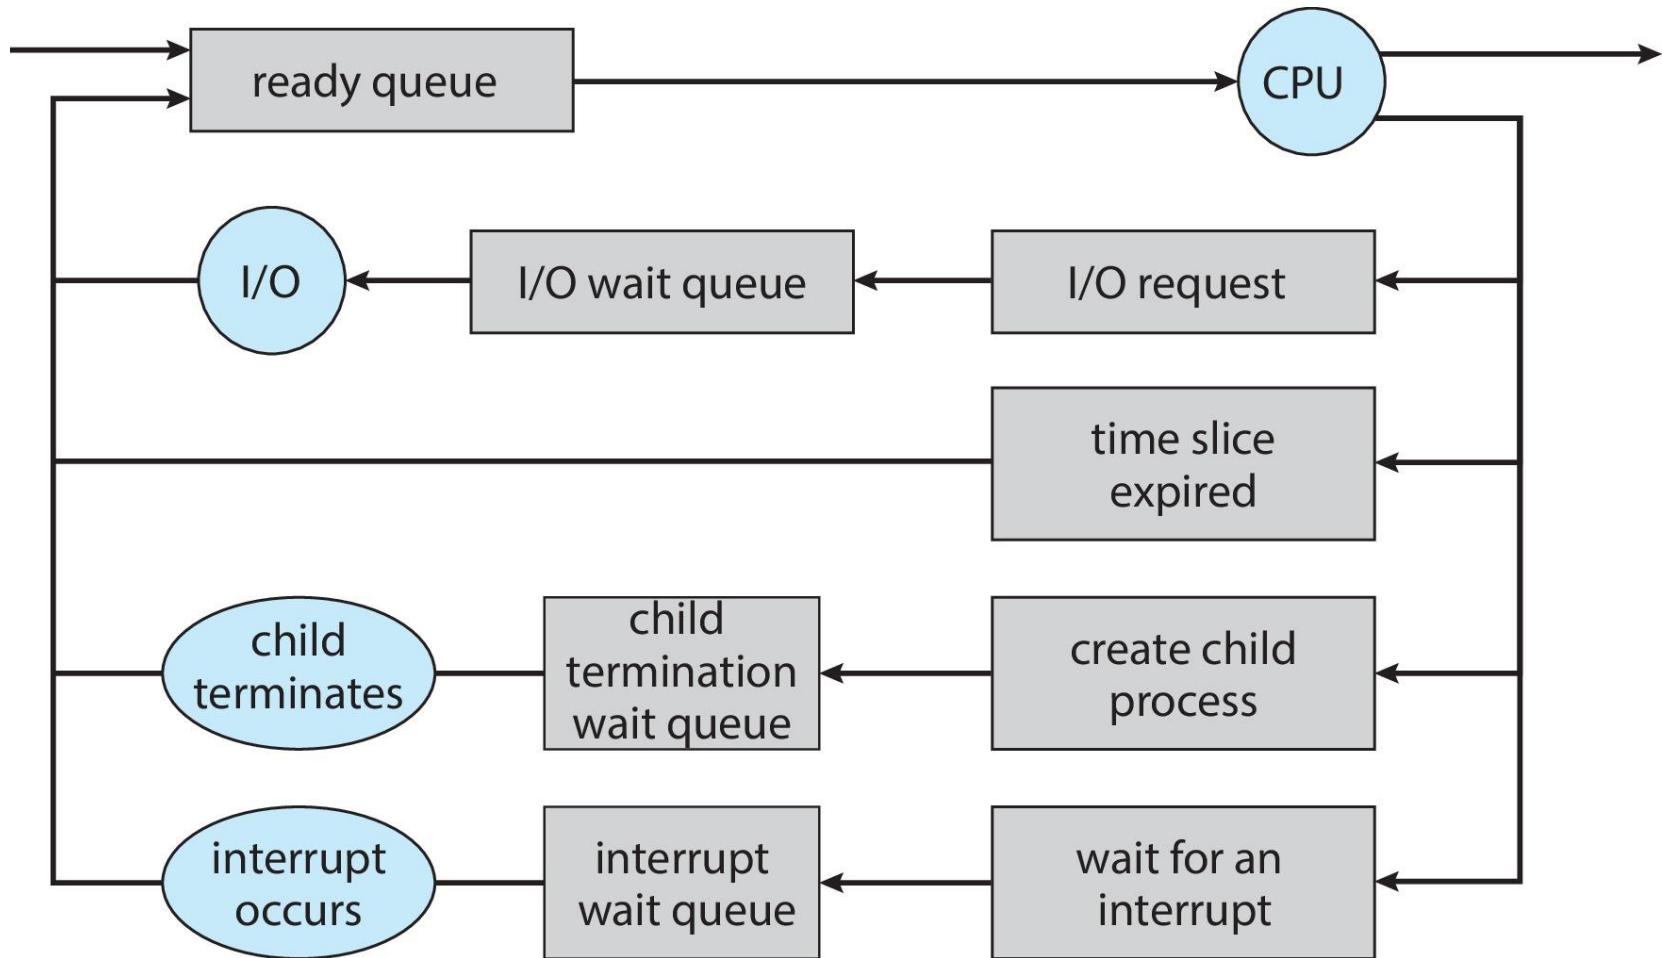 ready queue
CPU
I/O
I/O wait queue
I/O request
time slice
expired
child
terminates
child
termination
wait queue
create child
process
interrupt
occurs
interrupt
wait queue
wait for an
interrupt